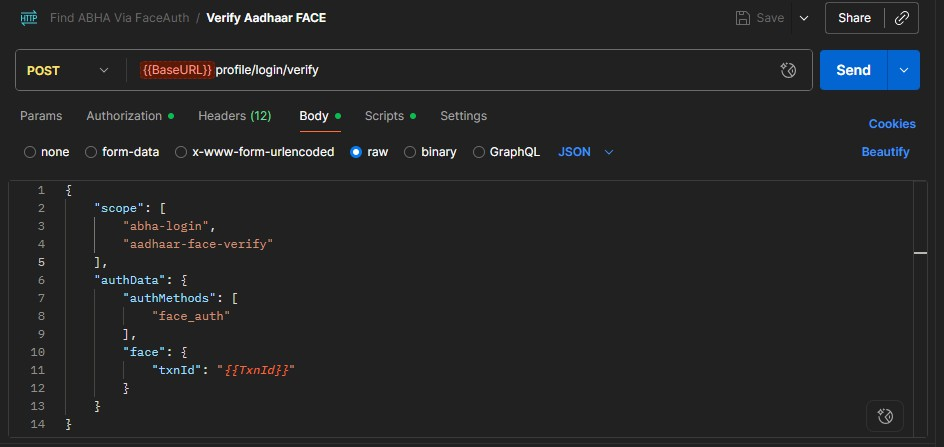 HTTP Find ABHA Via FaceAuth / Verify Aadhaar FACE Save Share
POST {{BaseURL}} profile/login/verify Send
Params Authorization Headers (12) Body Scripts Settings Cookies
none form-data x-www-form-urlencoded raw binary GraphQL JSON Beautify
1 {
2 "scope": [
3 "abha-login",
4 "aadhaar-face-verify"
5 ],
6 "authData": {
7 "authMethods": [
8 "face_auth"
9 ],
10 "face": {
11 "txnId": "{{TxnId}}"
12 }
13 }
14 }